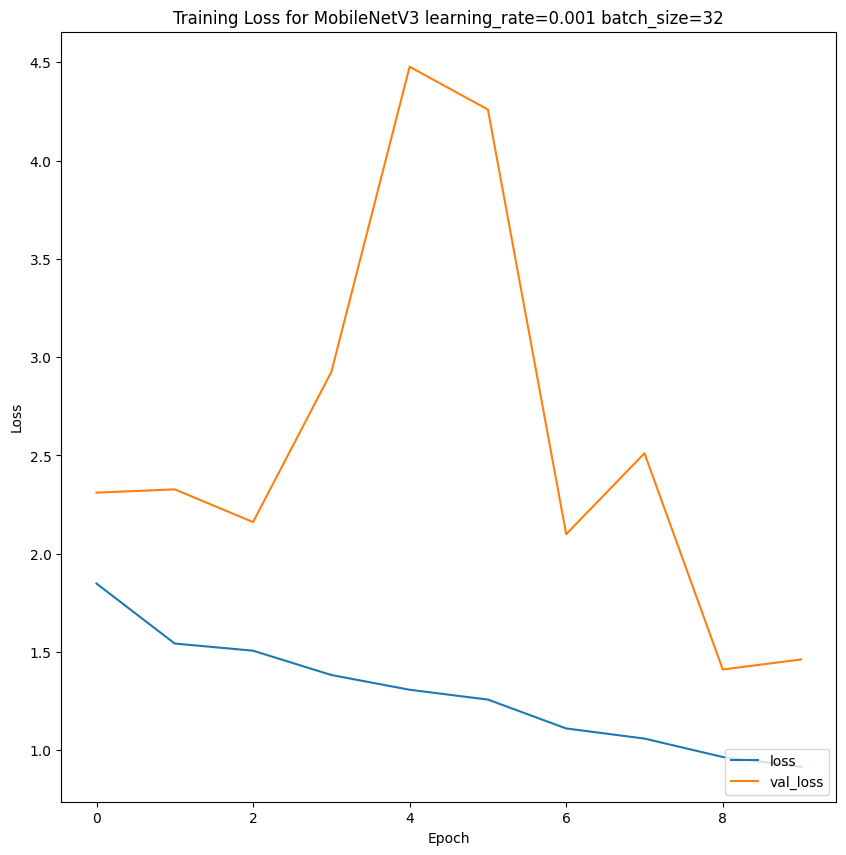 Training Loss for MobileNetV3 learning_rate=0.001 batch_size=32
4.5
4.0
3.5
3.0
2.5
2.0
1.5
1.0
Loss
0 2 4 6 8
Epoch
loss
val_loss